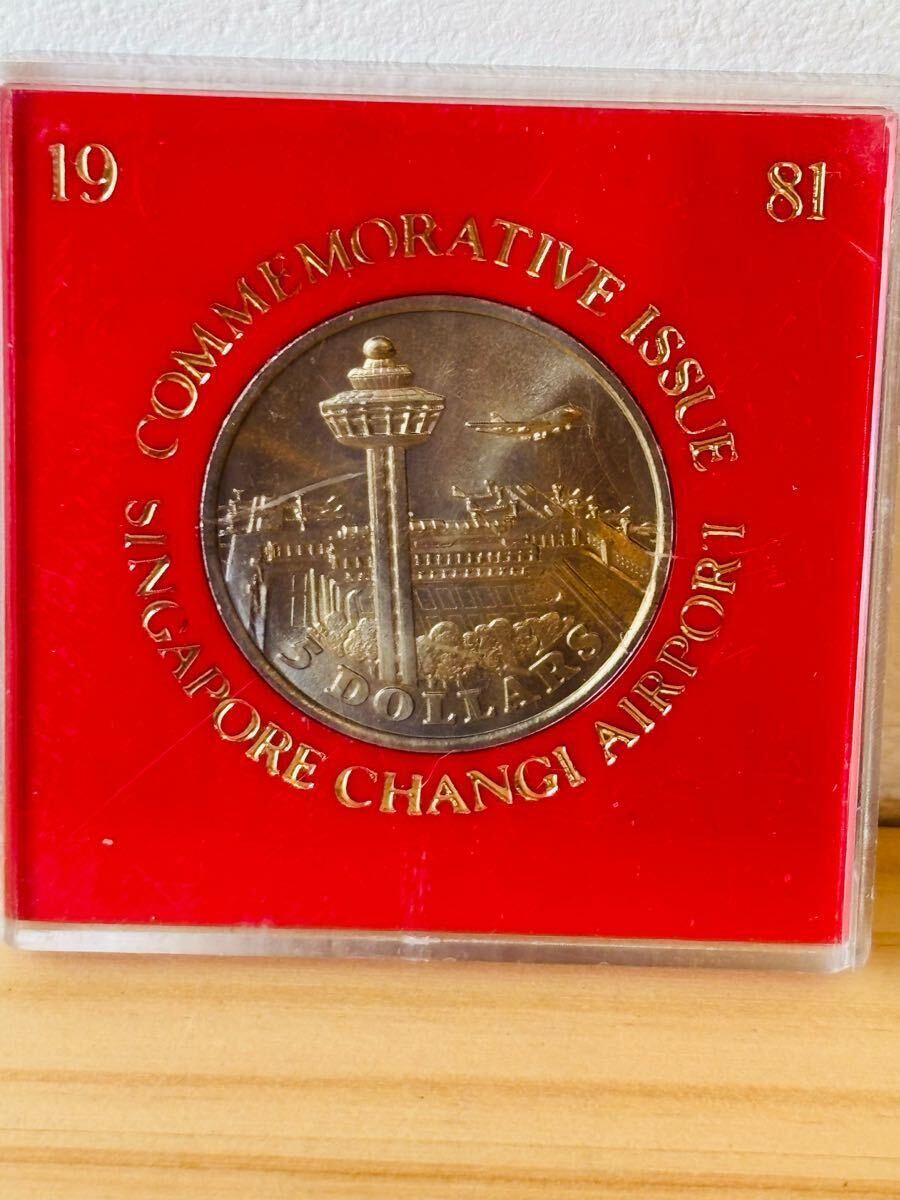 19
81
COMMEMORATIVE ISSUE
5 DOLLARS
SINGAPORE CHANGI AIRPORT